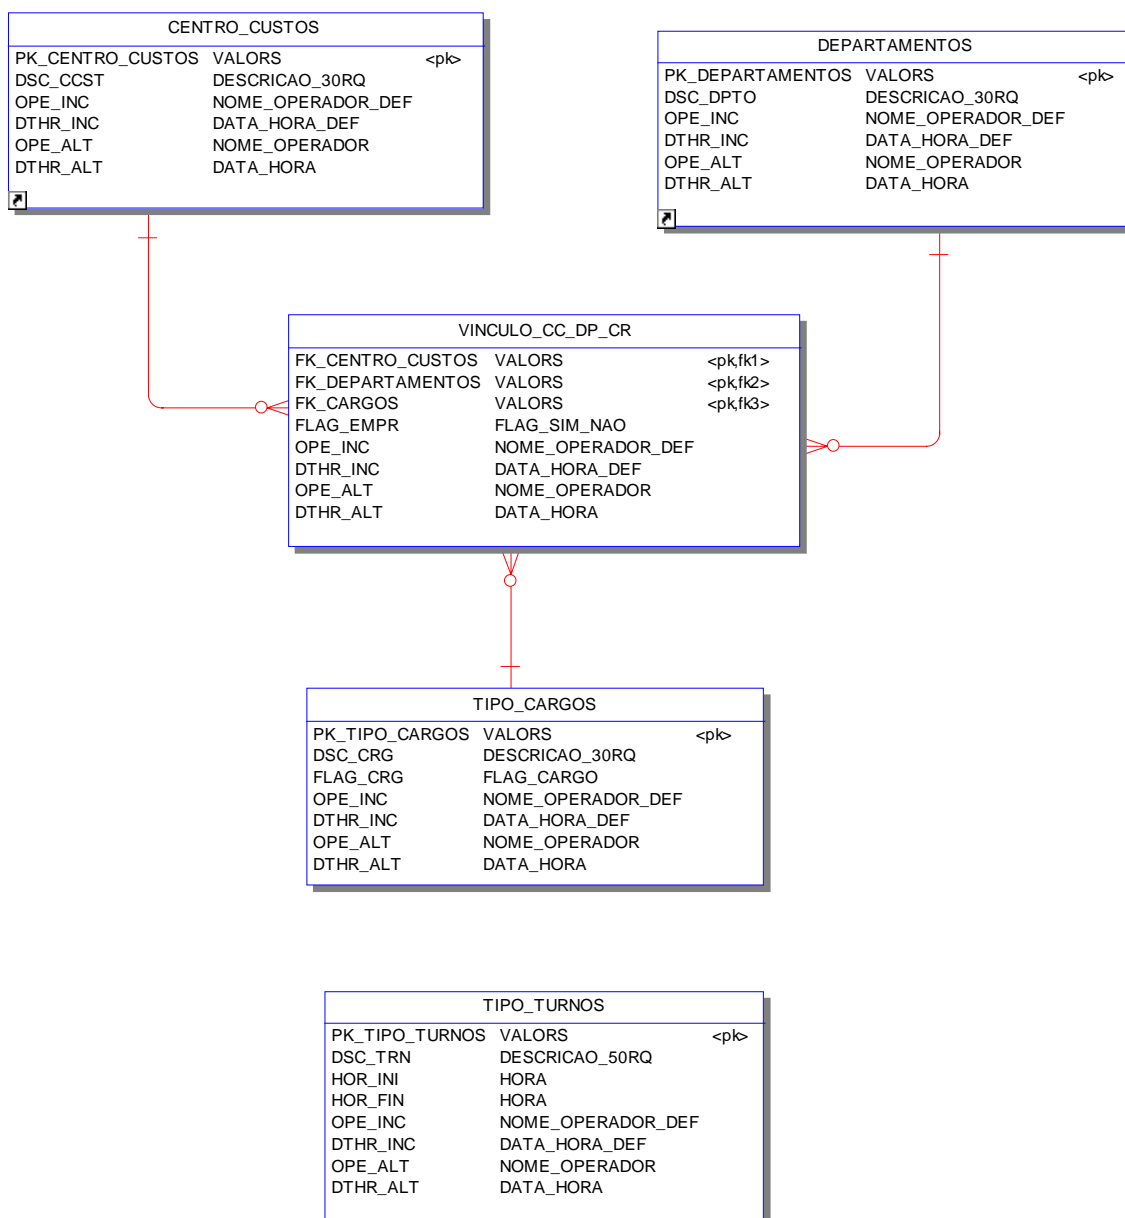 CENTRO_CUSTOS
PK_CENTRO_CUSTOS VALORS <pk>
DSC_CCST DESCRICAO_30RQ
OPE_INC NOME_OPERADOR_DEF
DTHR_INC DATA_HORA_DEF
OPE_ALT NOME_OPERADOR
DTHR_ALT DATA_HORA
DEPARTAMENTOS
PK_DEPARTAMENTOS VALORS <pk>
DSC_DPTO DESCRICAO_30RQ
OPE_INC NOME_OPERADOR_DEF
DTHR_INC DATA_HORA_DEF
OPE_ALT NOME_OPERADOR
DTHR_ALT DATA_HORA
VINCULO_CC_DP_CR
FK_CENTRO_CUSTOS VALORS <pk,fk1>
FK_DEPARTAMENTOS VALORS <pk,fk2>
FK_CARGOS VALORS <pk,fk3>
FLAG_EMPR FLAG_SIM_NAO
OPE_INC NOME_OPERADOR_DEF
DTHR_INC DATA_HORA_DEF
OPE_ALT NOME_OPERADOR
DTHR_ALT DATA_HORA
TIPO_CARGOS
PK_TIPO_CARGOS VALORS <pk>
DSC_CRG DESCRICAO_30RQ
FLAG_CRG FLAG_CARGO
OPE_INC NOME_OPERADOR_DEF
DTHR_INC DATA_HORA_DEF
OPE_ALT NOME_OPERADOR
DTHR_ALT DATA_HORA
TIPO_TURNOS
PK_TIPO_TURNOS VALORS <pk>
DSC_TRN DESCRICAO_50RQ
HOR_INI HORA
HOR_FIN HORA
OPE_INC NOME_OPERADOR_DEF
DTHR_INC DATA_HORA_DEF
OPE_ALT NOME_OPERADOR
DTHR_ALT DATA_HORA